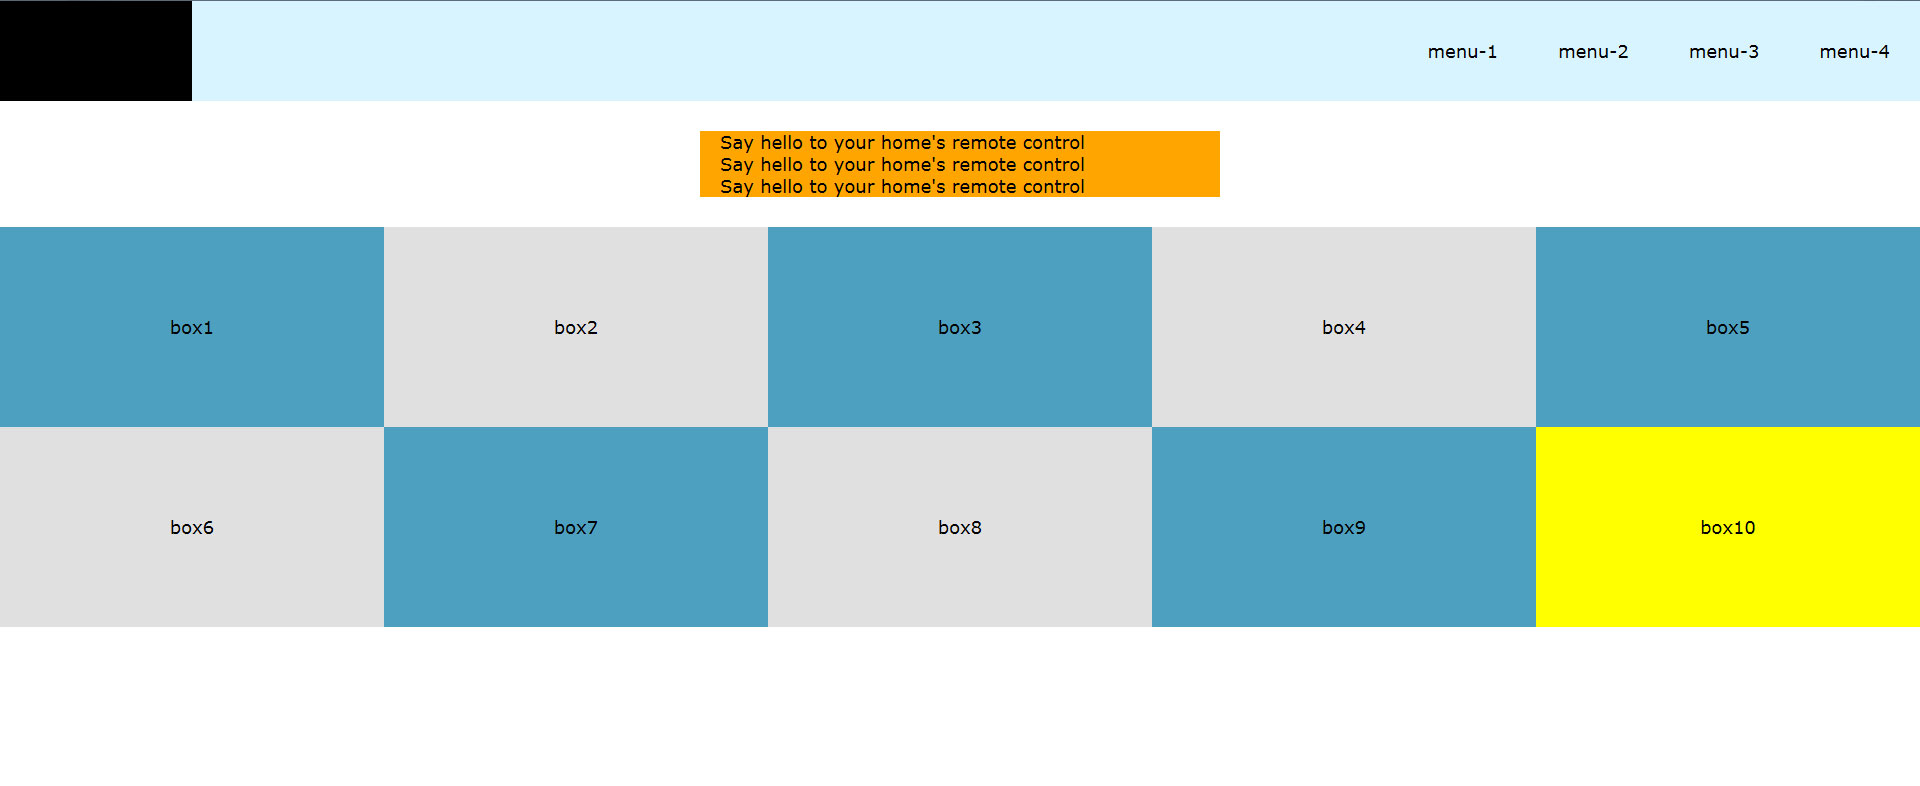 menu-1 menu-2 menu-3 menu-4
Say hello to your home's remote control
Say hello to your home's remote control
Say hello to your home's remote control
box1 box2 box3 box4 box5
box6 box7 box8 box9 box10